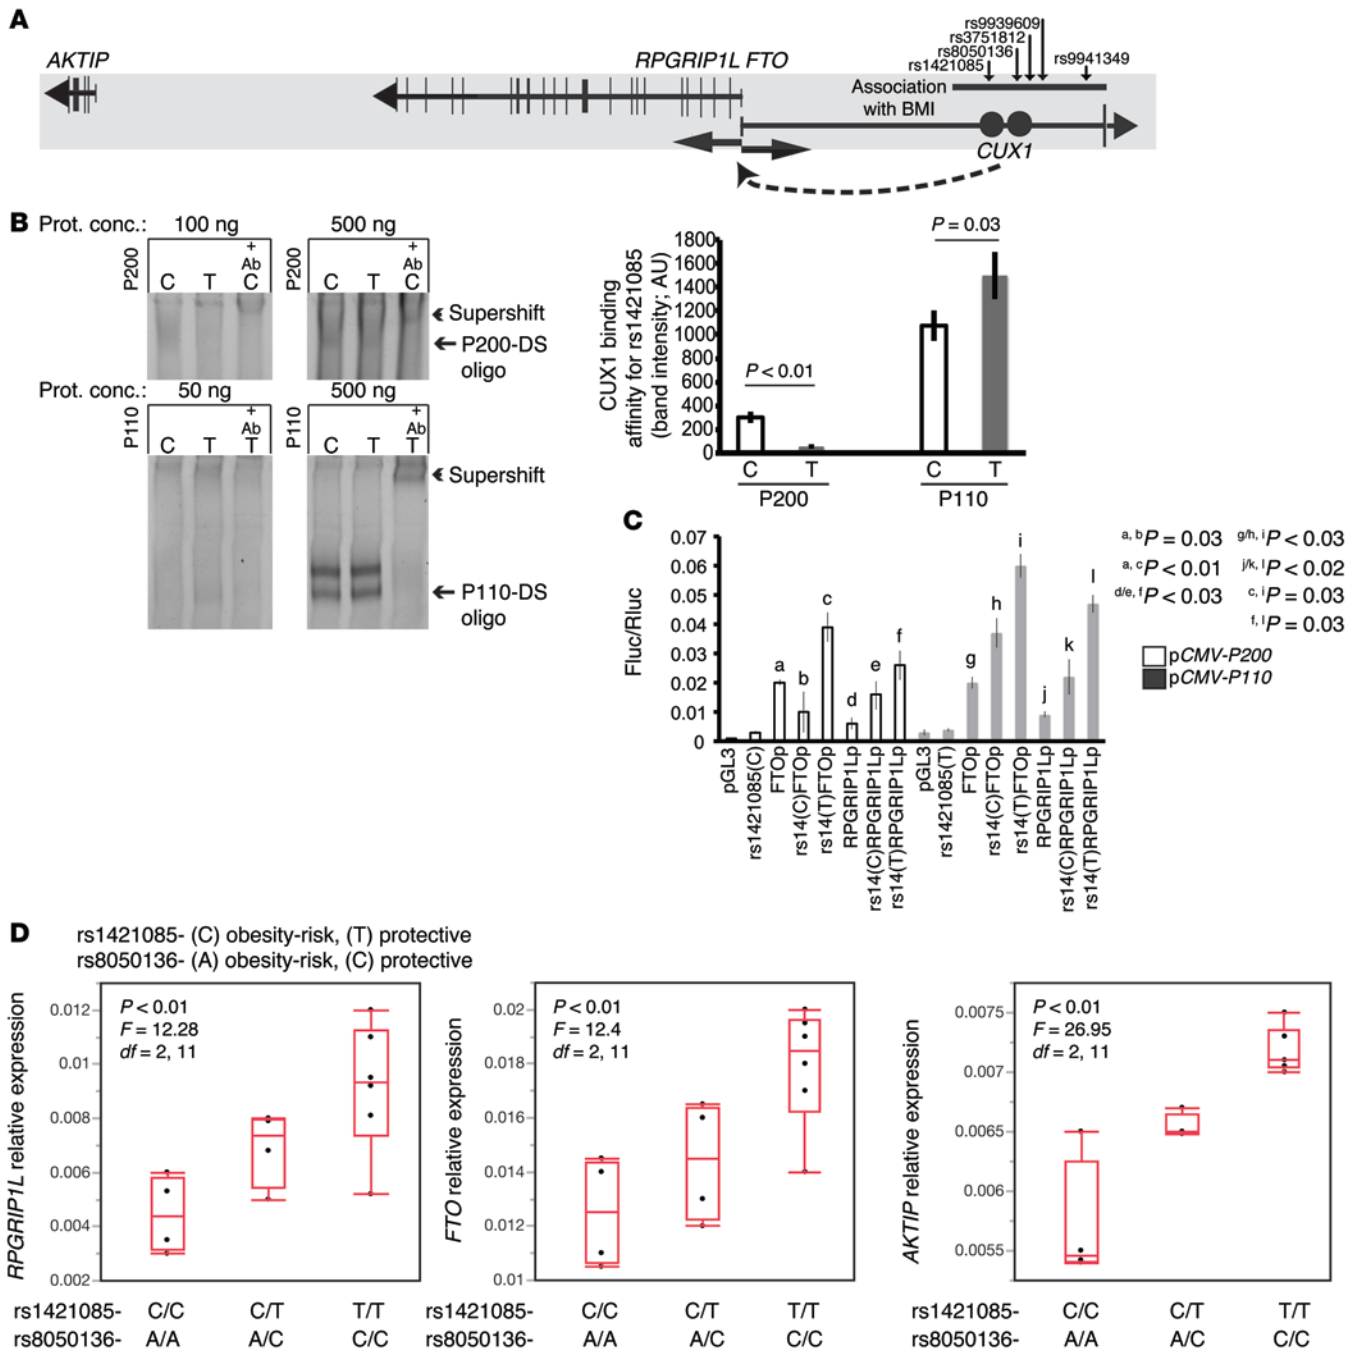 A
AKTIP
RPGRIP1L FTO
rs9939609
rs3751812
rs8050136
rs1421085
rs9941349
Association
with BMI
CUX1
B
Prot. conc.: 100 ng 500 ng
P200
C T + Ab C
P200
C T + Ab C
Supershift
P200-DS
oligo
Prot. conc.: 50 ng 500 ng
P110
C T + Ab T
P110
C T + Ab T
Supershift
P110-DS
oligo
CUX1 binding
affinity for rs1421085
(band intensity; AU)
1800
1600
1400
1200
1000
800
600
400
200
0
P < 0.01
P = 0.03
C T C T
P200 P110
C
Fluc/Rluc
0.07
0.06
0.05
0.04
0.03
0.02
0.01
0
a b c d e f g h i j k l
pGL3
rs1421085(C)
FTOp
rs14(C)FTOp
rs14(T)FTOp
RPGRIP1Lp
rs14(C)RPGRIP1Lp
rs14(T)RPGRIP1Lp
pGL3
rs1421085(T)
FTOp
rs14(C)FTOp
rs14(T)FTOp
RPGRIP1Lp
rs14(C)RPGRIP1Lp
rs14(T)RPGRIP1Lp
a, b P = 0.03 g/h, i P < 0.03
a, c P < 0.01 j/k, l P < 0.02
d/e, f P < 0.03 c, i P = 0.03
f, l P = 0.03
pCMV-P200
pCMV-P110
D
rs1421085- (C) obesity-risk, (T) protective
rs8050136- (A) obesity-risk, (C) protective
RPGRIP1L relative expression
0.012
0.01
0.008
0.006
0.004
0.002
P < 0.01
F = 12.28
df = 2, 11
rs1421085- C/C C/T T/T
rs8050136- A/A A/C C/C
FTO relative expression
0.02
0.018
0.016
0.014
0.012
0.01
P < 0.01
F = 12.4
df = 2, 11
rs1421085- C/C C/T T/T
rs8050136- A/A A/C C/C
AKTIP relative expression
0.0075
0.007
0.0065
0.006
0.0055
P < 0.01
F = 26.95
df = 2, 11
rs1421085- C/C C/T T/T
rs8050136- A/A A/C C/C